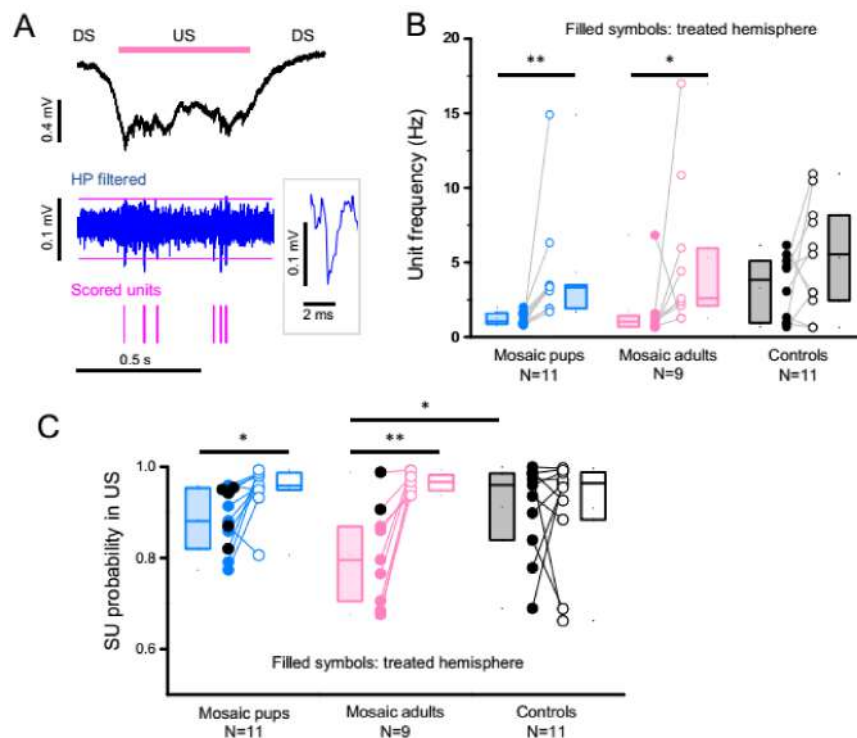 A
DS US DS
0.4 mV
HP filtered
0.1 mV
0.1 mV
2 ms
Scored units
0.5 s
B
Filled symbols: treated hemisphere
** *
25
20
15
10
5
0
Unit frequency (Hz)
Mosaic pups Mosaic adults Controls
N=11 N=9 N=11
C
*
* **
1.0
0.8
0.6
SU probability in US
Filled symbols: treated hemisphere
Mosaic pups Mosaic adults Controls
N=11 N=9 N=11